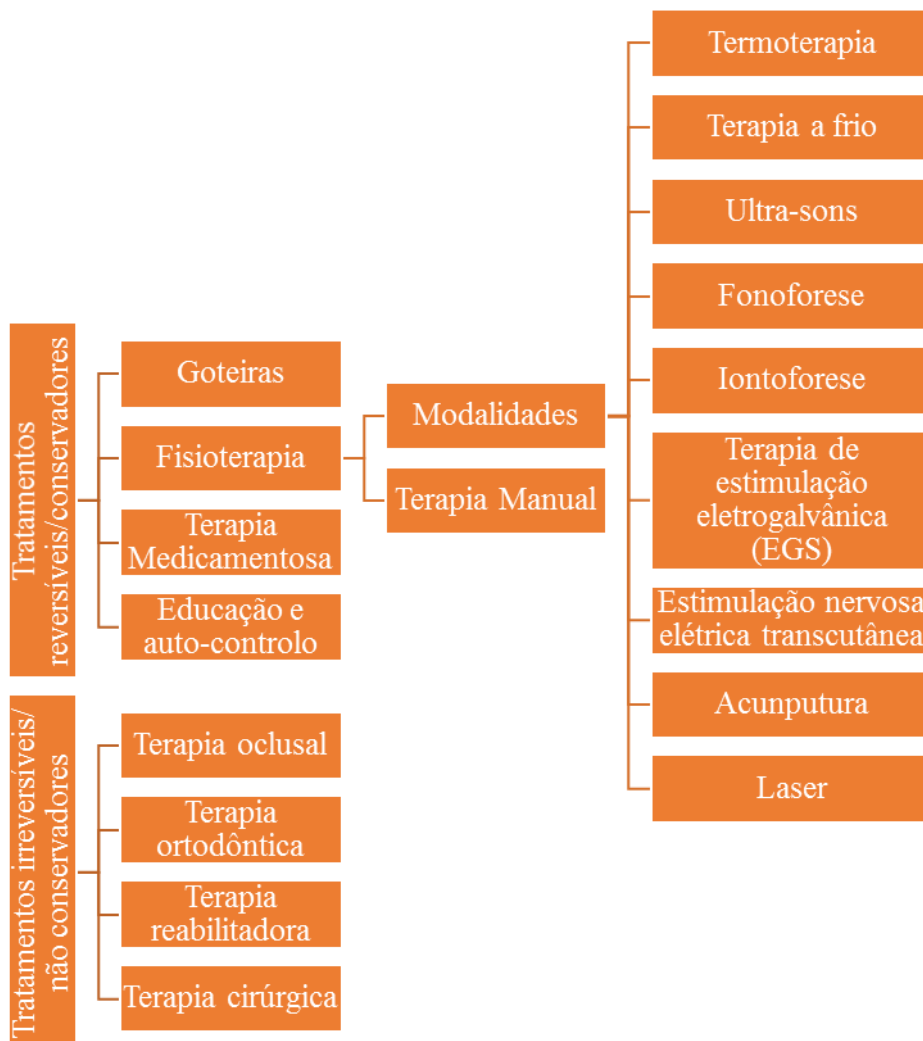 Tratamentos
reversíveis/conservadores
Goteiras
Fisioterapia
Terapia
Medicamentosa
Educação e
auto-controlo
Modalidades
Terapia Manual
Termoterapia
Terapia a frio
Ultra-sons
Fonoforese
Iontoforese
Terapia de
estimulação
eletrogalvânica
(EGS)
Estimulação nervosa
elétrica transcutânea
Acunputura
Laser
Tratamentos irreversíveis/
não conservadores
Terapia oclusal
Terapia
ortodôntica
Terapia
reabilitadora
Terapia cirúrgica